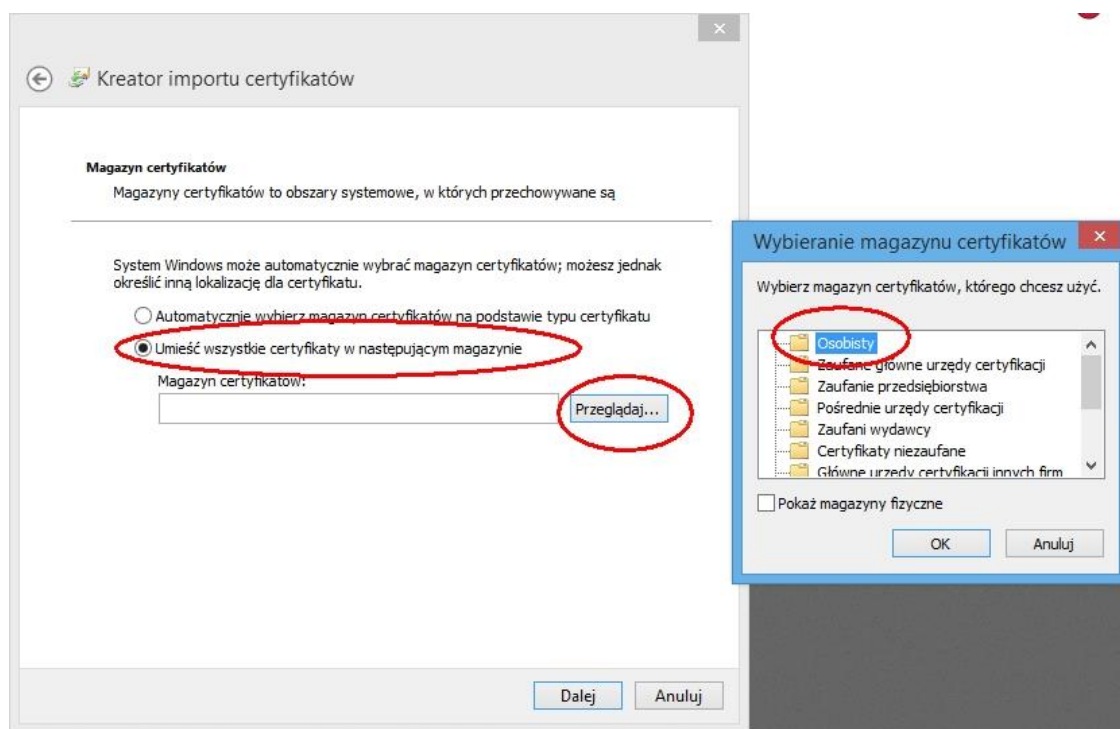 Kreator importu certyfikatów
Magazyn certyfikatów
Magazyny certyfikatów to obszary systemowe, w których przechowywane są
System Windows może automatycznie wybrać magazyn certyfikatów; możesz jednak
określić inną lokalizację dla certyfikatu.
Automatycznie wybierz magazyn certyfikatów na podstawie typu certyfikatu
Umieść wszystkie certyfikaty w następującym magazynie
Magazyn certyfikatów:
Przeglądaj...
Dalej
Anuluj
Wybieranie magazynu certyfikatów
Wybierz magazyn certyfikatów, którego chcesz użyć.
Osobisty
Zaufane główne urzędy certyfikacji
Zaufanie przedsiębiorstwa
Pośrednie urzędy certyfikacji
Zaufani wydawcy
Certyfikaty niezaufane
Główne urzędy certyfikacji innych firm
Pokaż magazyny fizyczne
OK
Anuluj